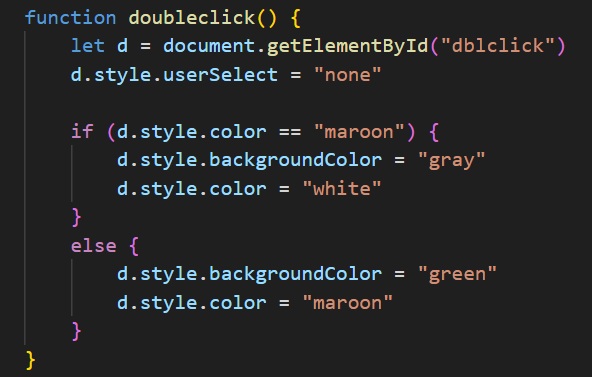 function doubleclick() {
    let d = document.getElementById("dblclick")
    d.style.userSelect = "none"

    if (d.style.color == "maroon") {
        d.style.backgroundColor = "gray"
        d.style.color = "white"
    }
    else {
        d.style.backgroundColor = "green"
        d.style.color = "maroon"
    }
}